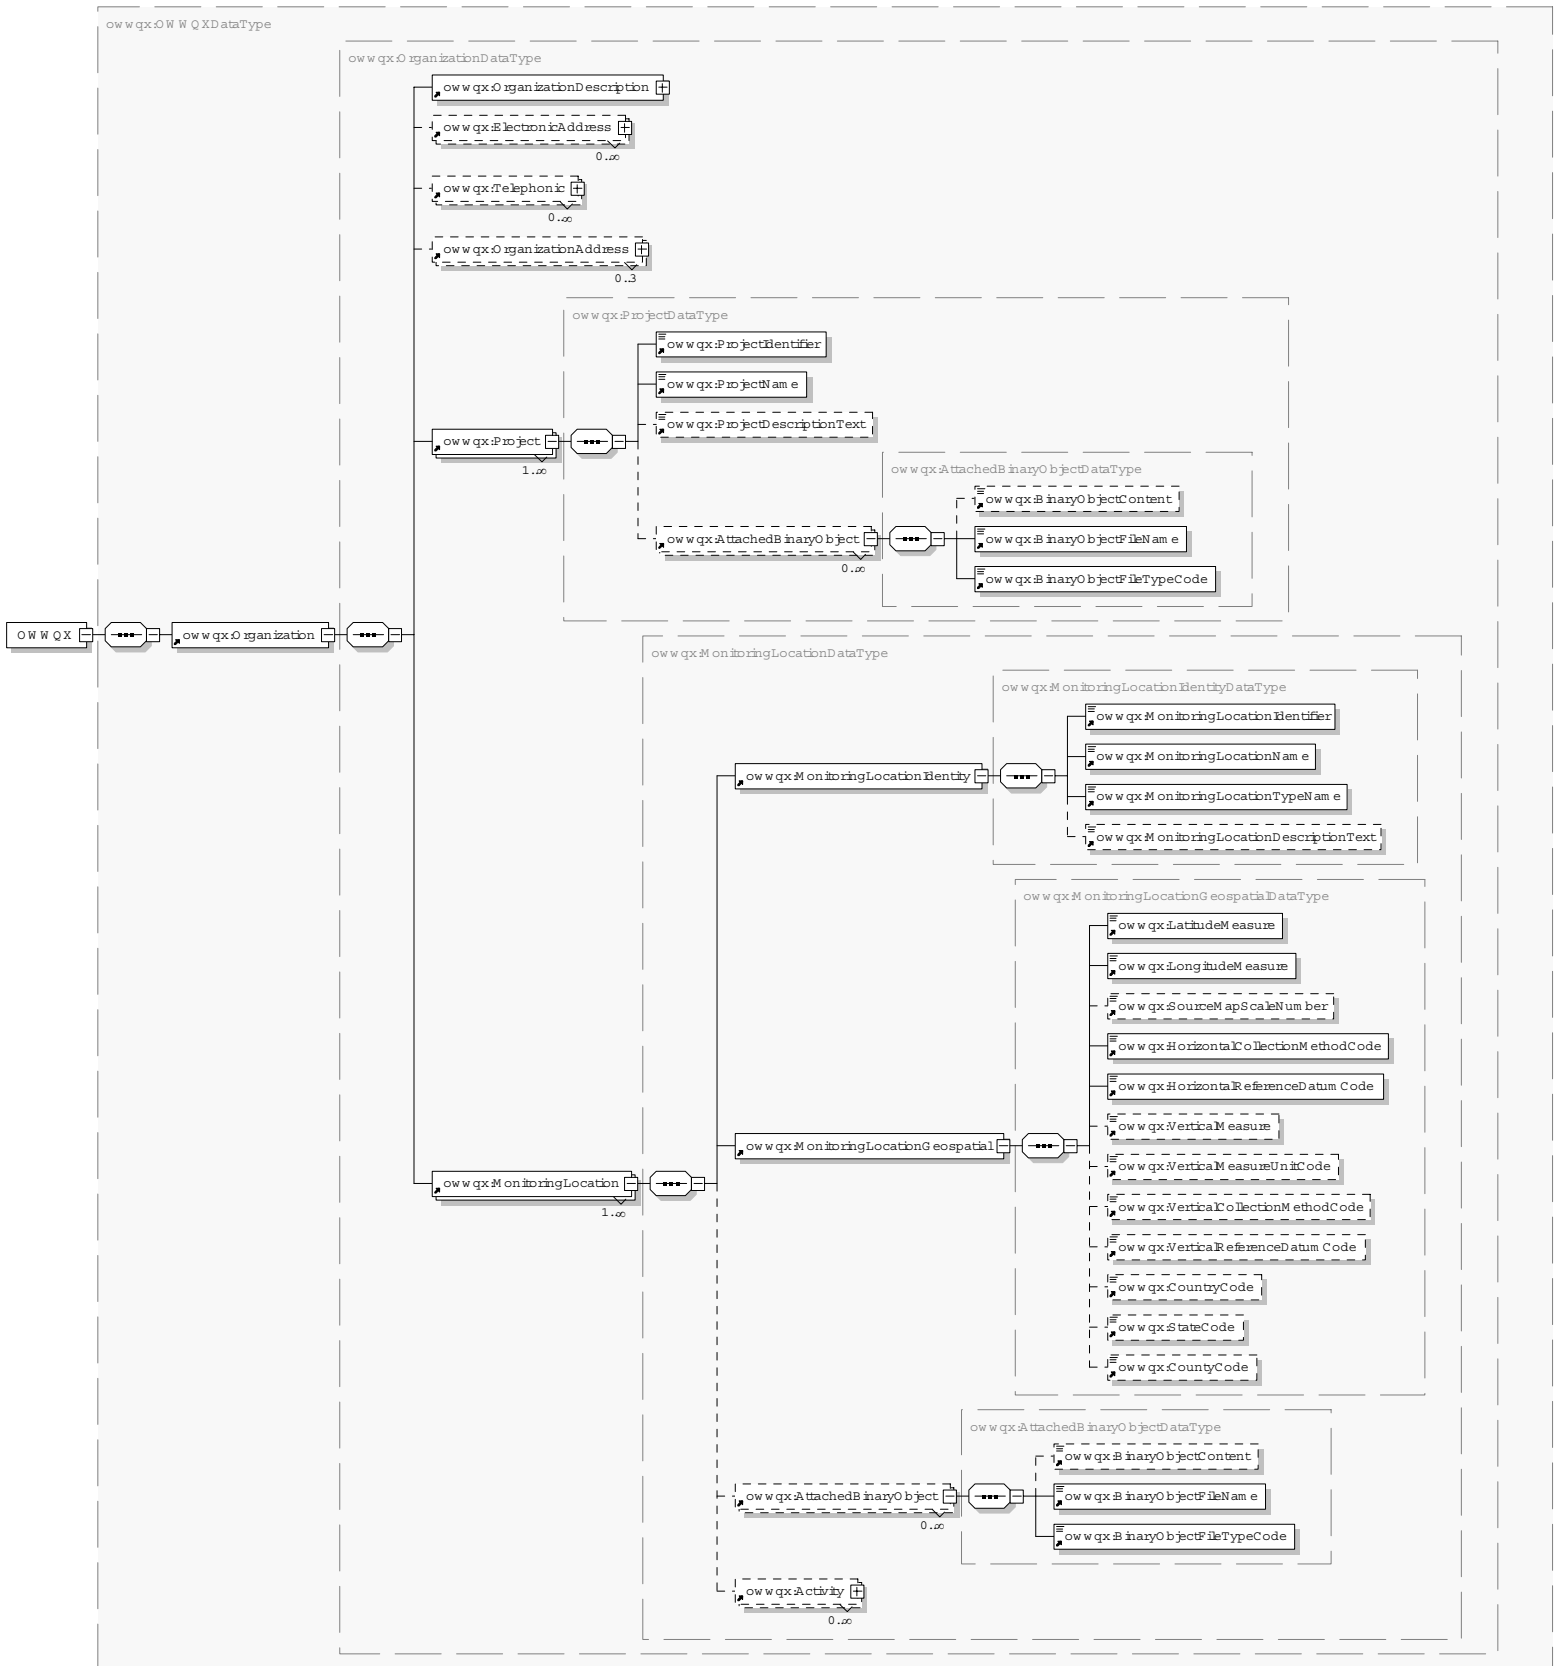 owwqx:OWWQXDataType
owwqx:OrganizationDataType
owwqx:OrganizationDescription
owwqx:ElectronicAddress
0..∞
owwqx:Telephonic
0..∞
owwqx:OrganizationAddress
0..3
owwqx:ProjectDataType
owwqx:ProjectIdentifier
owwqx:ProjectName
owwqx:ProjectDescriptionText
owwqx:Project
1..∞
owwqx:AttachedBinaryObjectDataType
owwqx:BinaryObjectContent
owwqx:AttachedBinaryObject
0..∞
owwqx:BinaryObjectFileName
owwqx:BinaryObjectFileTypeCode
OWWQX
owwqx:Organization
owwqx:MonitoringLocationDataType
owwqx:MonitoringLocationIdentityDataType
owwqx:MonitoringLocationIdentifier
owwqx:MonitoringLocationName
owwqx:MonitoringLocationIdentity
owwqx:MonitoringLocationTypeName
owwqx:MonitoringLocationDescriptionText
owwqx:MonitoringLocationGeospatialDataType
owwqx:LatitudeMeasure
owwqx:LongitudeMeasure
owwqx:SourceMapScaleNumber
owwqx:HorizontalCollectionMethodCode
owwqx:HorizontalReferenceDatumCode
owwqx:VerticalMeasure
owwqx:MonitoringLocationGeospatial
owwqx:VerticalMeasureUnitCode
owwqx:MonitoringLocation
1..∞
owwqx:VerticalCollectionMethodCode
owwqx:VerticalReferenceDatumCode
owwqx:CountryCode
owwqx:StateCode
owwqx:CountyCode
owwqx:AttachedBinaryObjectDataType
owwqx:BinaryObjectContent
owwqx:AttachedBinaryObject
0..∞
owwqx:BinaryObjectFileName
owwqx:BinaryObjectFileTypeCode
owwqx:Activity
0..∞